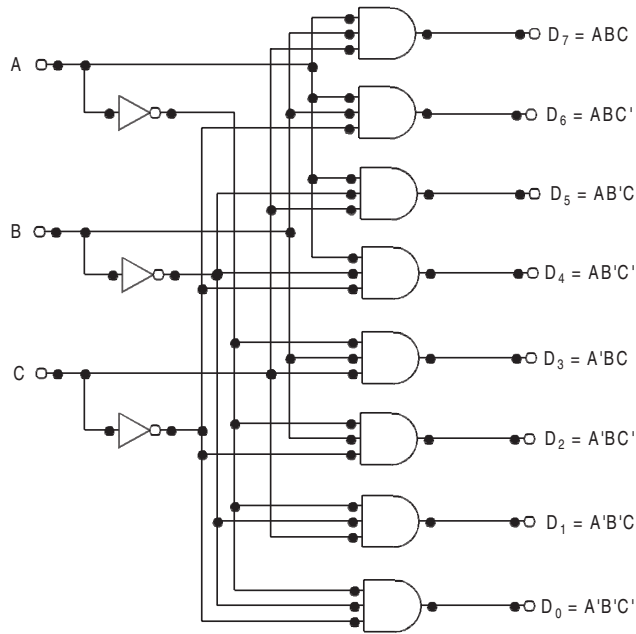 D₇ = ABC
A
D₆ = ABC'
D₅ = AB'C
B
D₄ = AB'C'
D₃ = A'BC
C
D₂ = A'BC'
D₁ = A'B'C
D₀ = A'B'C'